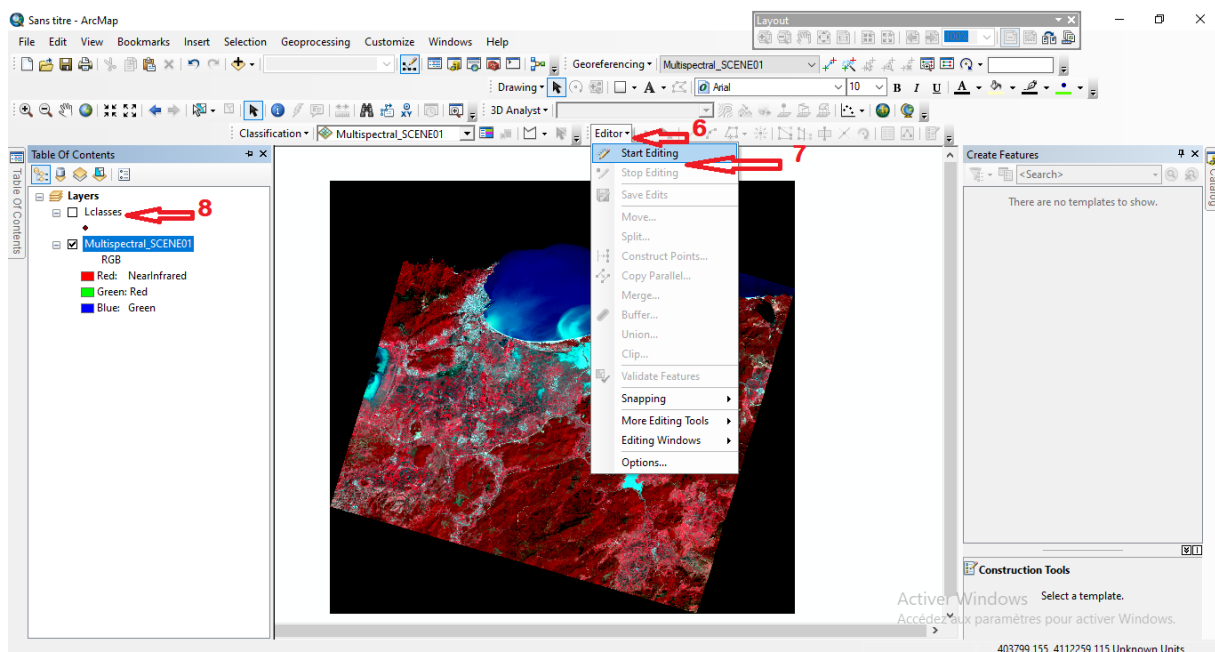 Sans titre - ArcMap
Layout
File Edit View Bookmarks Insert Selection Geoprocessing Customize Windows Help
100%
Georeferencing Multispectral_SCENE01
Drawing A Arial 10 B I U A
3D Analyst
Classification Multispectral_SCENE01 Editor 6
Table Of Contents
Start Editing 7
Create Features
Stop Editing
<Search>
Table Of Contents
Catalog
Layers
Save Edits
There are no templates to show.
Lclasses 8
Move...
Split...
Multispectral_SCENE01
Construct Points...
RGB
Red: NearInfrared
Copy Parallel...
Green: Red
Merge...
Blue: Green
Buffer...
Union...
Clip...
Validate Features
Snapping
More Editing Tools
Editing Windows
Options...
Construction Tools
Activer Windows
Select a template.
Accédez aux paramètres pour activer Windows.
403799,155 4112259,115 Unknown Units